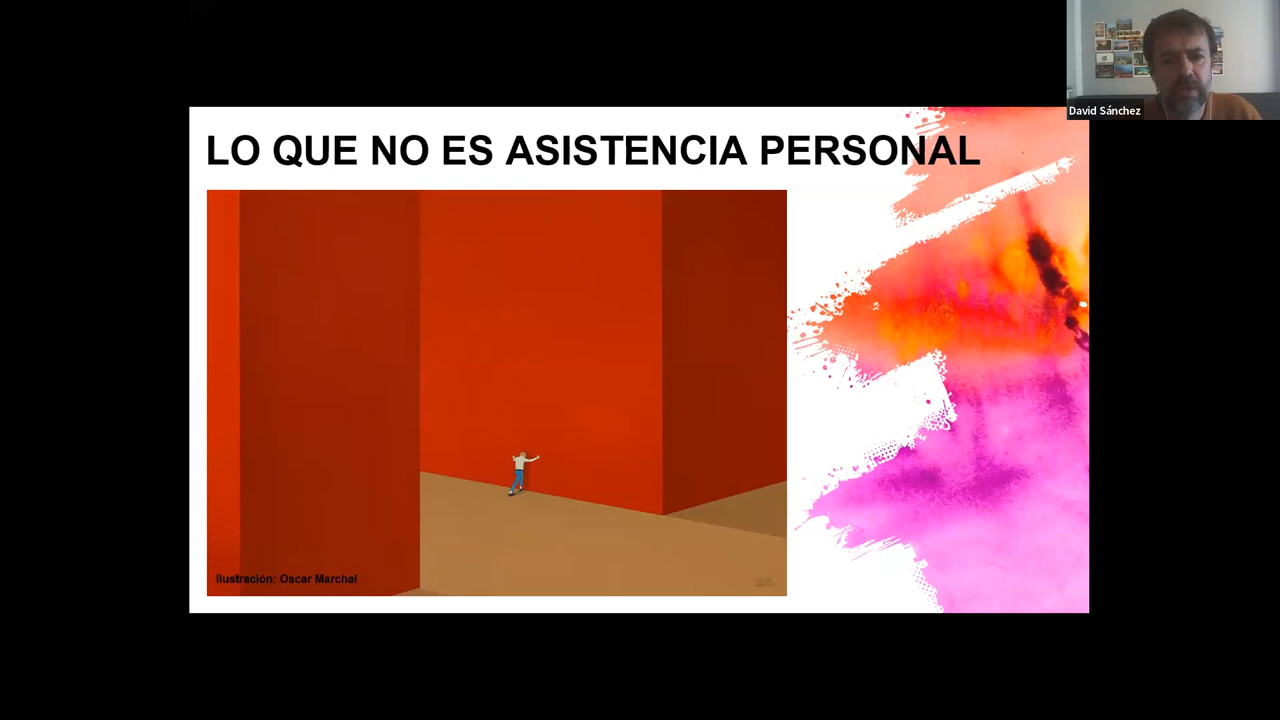 David Sánchez
LO QUE NO ES ASISTENCIA PERSONAL
Ilustración: Oscar Marchal